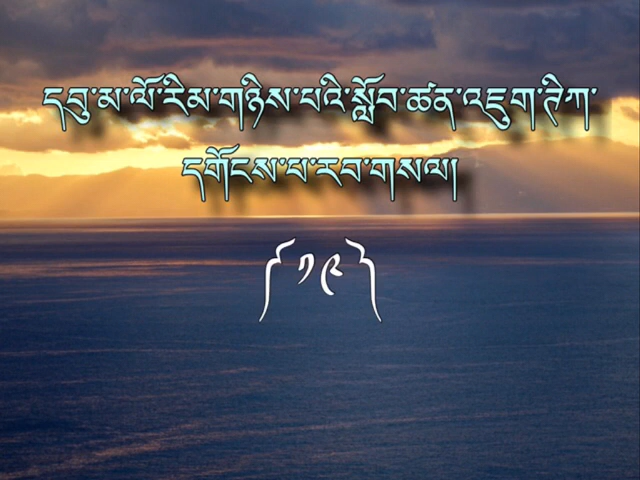 དབུ་མ་ལོ་རིམ་གཉིས་པའི་སློབ་ཚན་འཇུག་ཊིཀ་
དགོངས་པ་རབ་གསལ།
༼༡༩༽